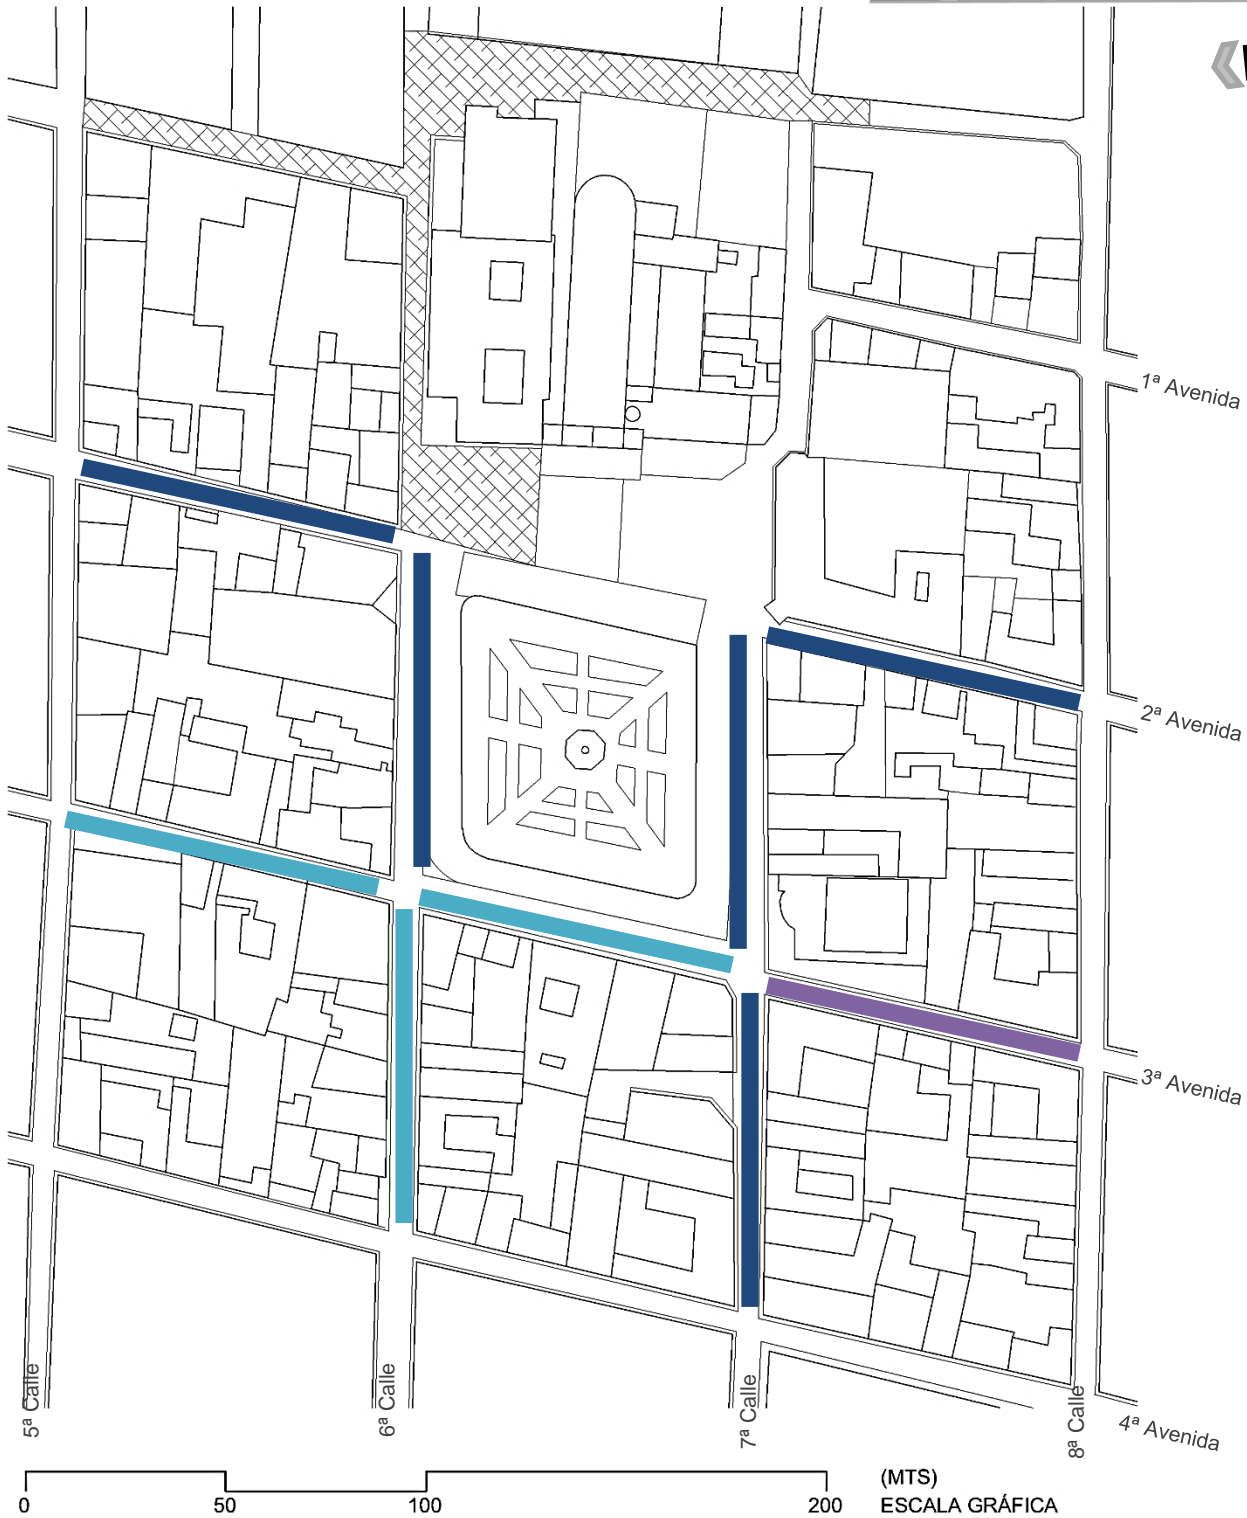 1ª Avenida
2ª Avenida
3ª Avenida
4ª Avenida
5ª Calle
6ª Calle
7ª Calle
8ª Calle
(MTS)
0 50 100 200 ESCALA GRÁFICA